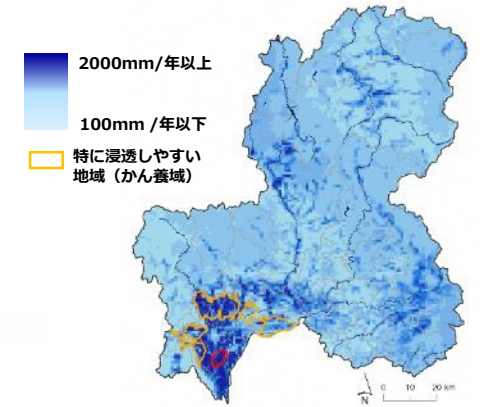 2000mm/年以上
100mm /年以下
特に浸透しやすい
地域（かん養域）
0 10 20 km
N